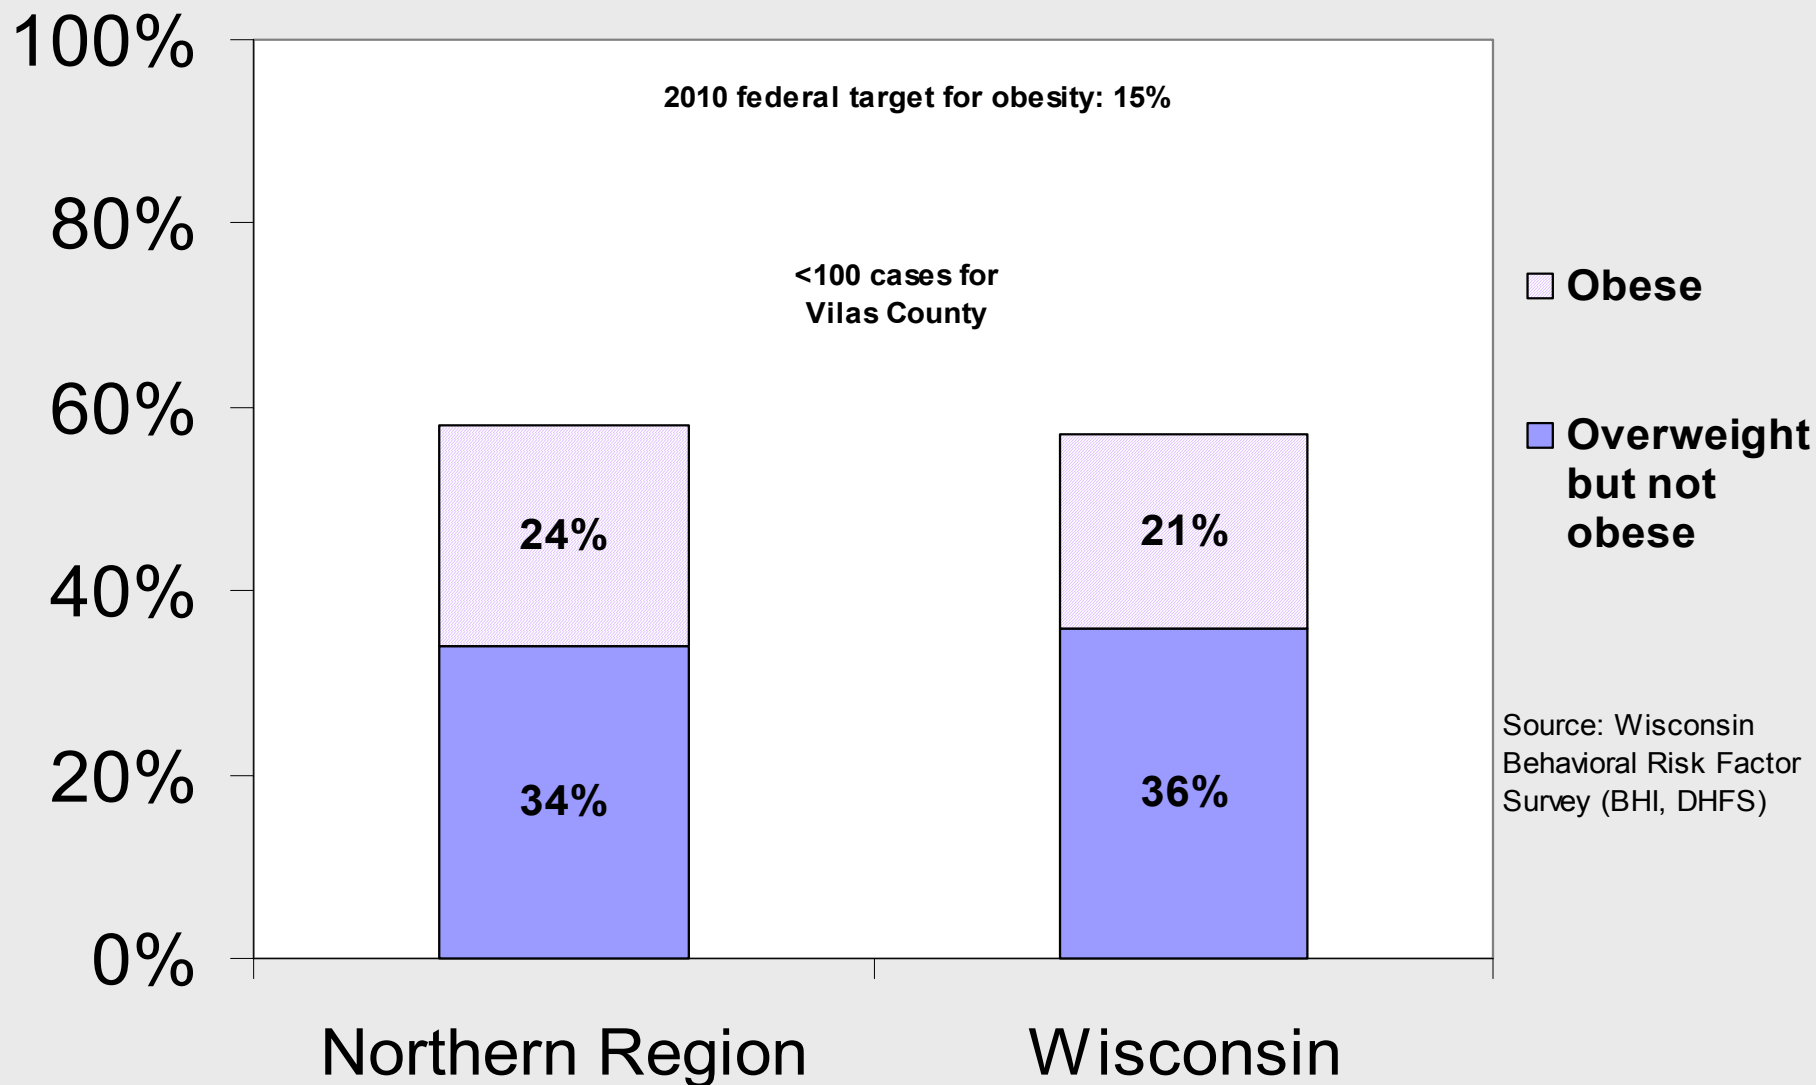 100%
80%
60%
40%
20%
0%
2010 federal target for obesity: 15%
<100 cases for
Vilas County
24%
34%
21%
36%
Northern Region
Wisconsin
Obese
Overweight
but not
obese
Source: Wisconsin
Behavioral Risk Factor
Survey (BHI, DHFS)